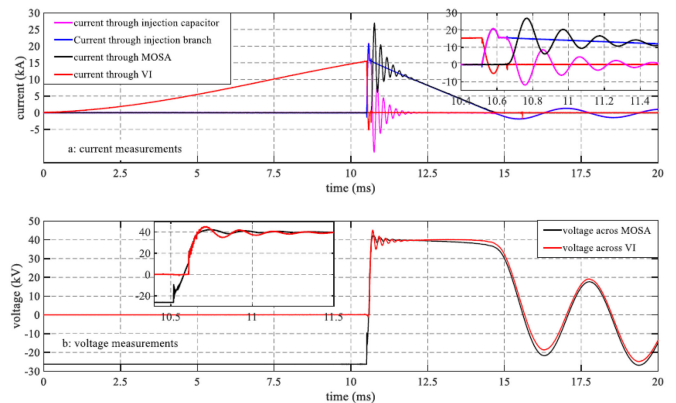 30
25
20
15
10
5
0
-5
current (kA)
current through injection capacitor
Current through injection branch
current through MOSA
current through VI
30
20
10
0
-10
10.4 10.6 10.8 11 11.2 11.4
a: current measurements
0 2.5 5 7.5 10 12.5 15 17.5 20
time (ms)
50
40
30
20
10
0
-10
-20
-30
voltage (kV)
40
20
0
-20
10.5 11 11.5
voltage acros MOSA
voltage across VI
b: voltage measurements
0 2.5 5 7.5 10 12.5 15 17.5 20
time (ms)